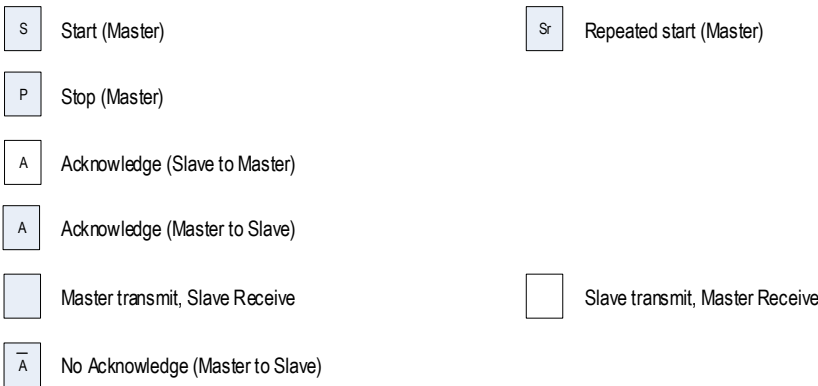 S Start (Master) Sr Repeated start (Master)
P Stop (Master)
A Acknowledge (Slave to Master)
A Acknowledge (Master to Slave)
Master transmit, Slave Receive Slave transmit, Master Receive
A̅ No Acknowledge (Master to Slave)